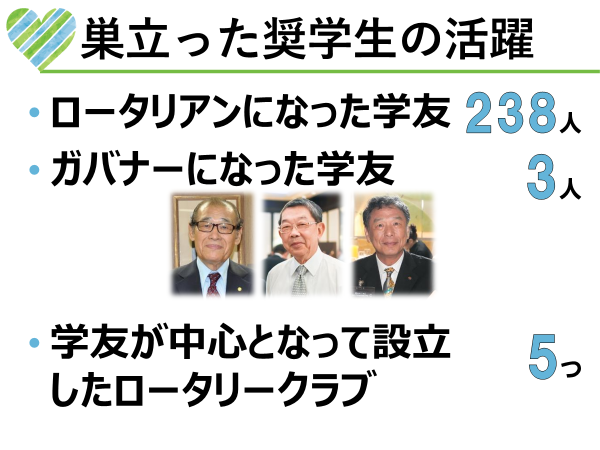 巣立った奨学生の活躍
• ロータリアンになった学友 238人
• ガバナーになった学友 3人
• 学友が中心となって設立
したロータリークラブ 5つ